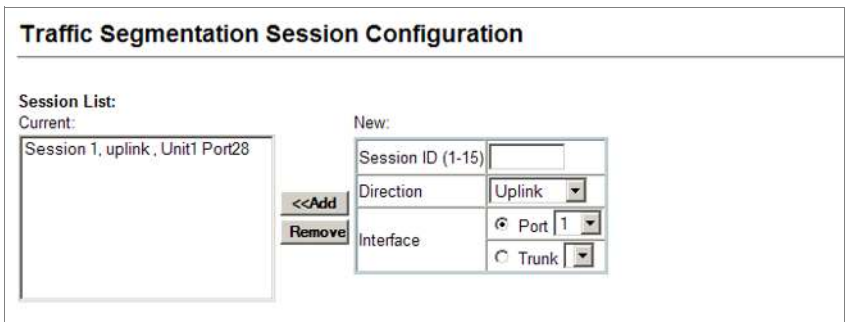 Traffic Segmentation Session Configuration
Session List:
Current:
New:
Session 1, uplink , Unit1 Port28
<<Add
Remove
Session ID (1-15)
Direction Uplink
Interface
Port 1
Trunk